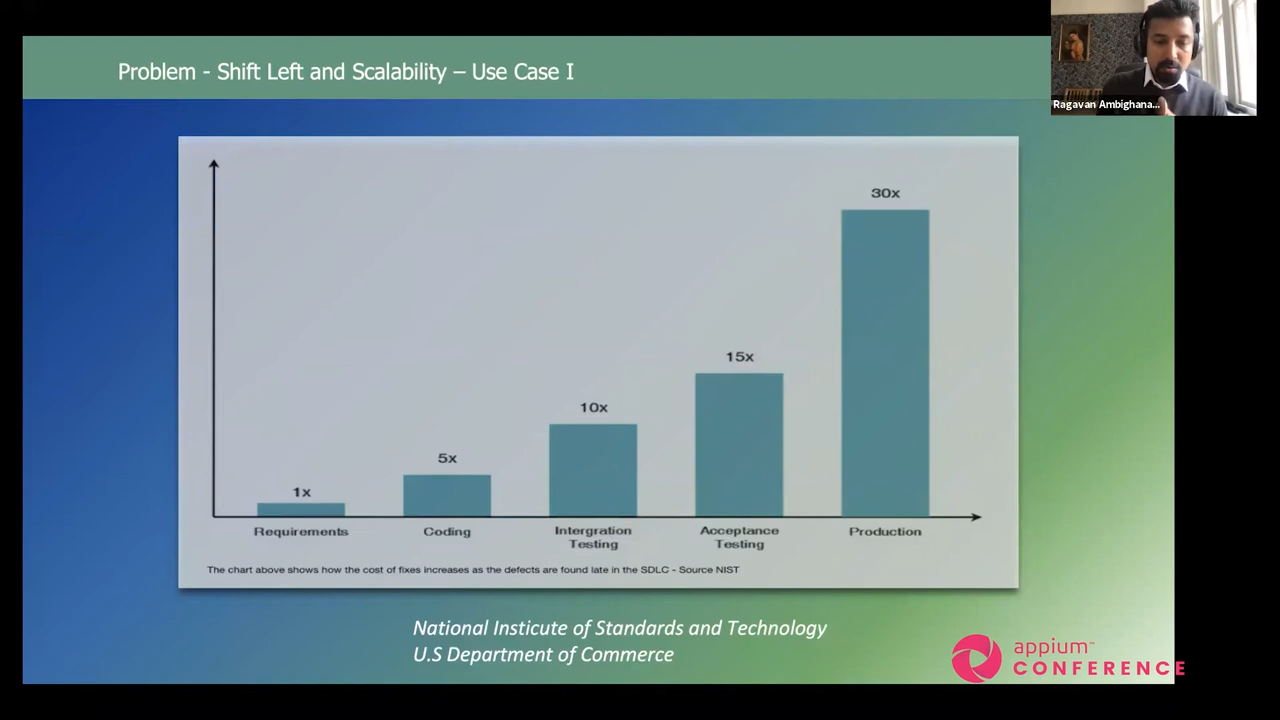 Problem - Shift Left and Scalability – Use Case I
Ragavan Ambighana...
30x
15x
10x
5x
1x
Requirements
Coding
Intergration
Testing
Acceptance
Testing
Production
The chart above shows how the cost of fixes increases as the defects are found late in the SDLC - Source NIST
National Insticute of Standards and Technology
U.S Department of Commerce
appium™
CONFERENCE